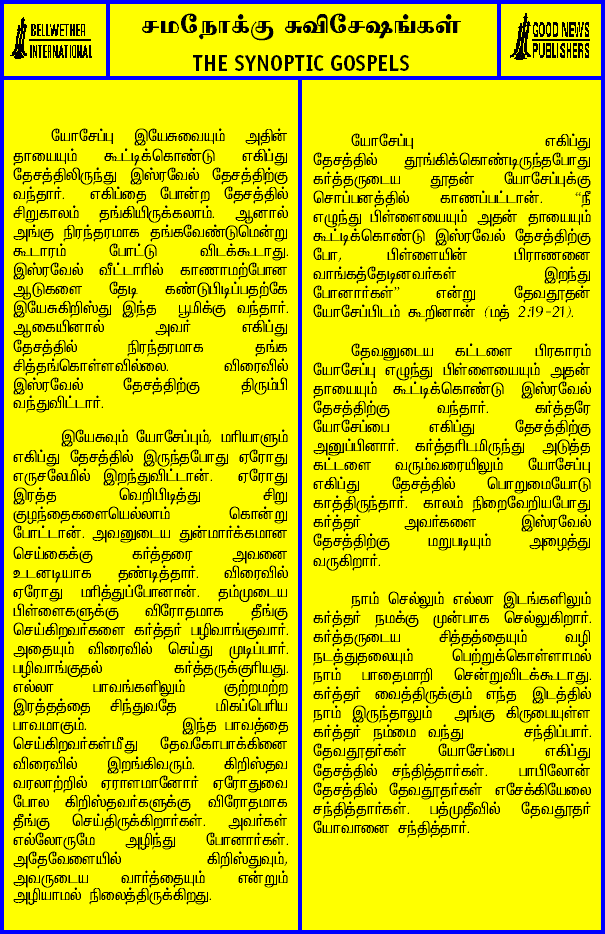 BELLWETHER
INTERNATIONAL
சமநோக்கு சுவிசேஷங்கள்
THE SYNOPTIC GOSPELS
GOOD NEWS
PUBLISHERS
யோசேப்பு இயேசுவையும் அதின்
தாயையும் கூட்டிக்கொண்டு எகிப்து
தேசத்திலிருந்து இஸ்ரவேல் தேசத்திற்கு
வந்தார். எகிப்தை போன்ற தேசத்தில்
சிறுகாலம் தங்கியிருக்கலாம். ஆனால்
அங்கு நிரந்தரமாக தங்கவேண்டுமென்று
கூடாரம் போட்டு விடக்கூடாது.
இஸ்ரவேல் வீட்டாரில் காணாமற்போன
ஆடுகளை தேடி கண்டுபிடிப்பதற்கே
இயேசுகிறிஸ்து இந்த பூமிக்கு வந்தார்.
ஆகையினால் அவர் எகிப்து
தேசத்தில் நிரந்தரமாக தங்க
சித்தங்கொள்ளவில்லை. விரைவில்
இஸ்ரவேல் தேசத்திற்கு திரும்பி
வந்துவிட்டார்.
இயேசுவும் யோசேப்பும், மரியாளும்
எகிப்து தேசத்தில் இருந்தபோது ஏரோது
எருசலேமில் இறந்துவிட்டான். ஏரோது
இரத்த வெறிபிடித்து சிறு
குழந்தைகளையெல்லாம் கொன்று
போட்டான். அவனுடைய துன்மார்க்கமான
செய்கைக்கு கர்த்தரை அவனை
உடனடியாக தண்டித்தார். விரைவில்
ஏரோது மரித்துப்போனான். தம்முடைய
பிள்ளைகளுக்கு விரோதமாக தீங்கு
செய்கிறவர்களை கர்த்தர் பழிவாங்குவார்.
அதையும் விரைவில் செய்து முடிப்பார்.
பழிவாங்குதல் கர்த்தருக்குரியது.
எல்லா பாவங்களிலும் குற்றமற்ற
இரத்தத்தை சிந்துவதே மிகப்பெரிய
பாவமாகும். இந்த பாவத்தை
செய்கிறவர்கள்மீது தேவகோபாக்கினை
விரைவில் இறங்கிவரும். கிறிஸ்தவ
வரலாற்றில் ஏராளமானோர் ஏரோதுவை
போல கிறிஸ்தவர்களுக்கு விரோதமாக
தீங்கு செய்திருக்கிறார்கள். அவர்கள்
எல்லோருமே அழிந்து போனார்கள்.
அதேவேளையில் கிறிஸ்துவும்,
அவருடைய வார்த்தையும் என்றும்
அழியாமல் நிலைத்திருக்கிறது.
யோசேப்பு எகிப்து
தேசத்தில் தூங்கிக்கொண்டிருந்தபோது
கர்த்தருடைய தூதன் யோசேப்புக்கு
சொப்பனத்தில் காணப்பட்டான். “நீ
எழுந்து பிள்ளையையும் அதன் தாயையும்
கூட்டிக்கொண்டு இஸ்ரவேல் தேசத்திற்கு
போ, பிள்ளையின் பிராணனை
வாங்கத்தேடினவர்கள் இறந்து
போனார்கள்” என்று தேவதூதன்
யோசேப்பிடம் கூறினான் (மத் 2:19-21).
தேவனுடைய கட்டளை பிரகாரம்
யோசேப்பு எழுந்து பிள்ளையையும் அதன்
தாயையும் கூட்டிக்கொண்டு இஸ்ரவேல்
தேசத்திற்கு வந்தார். கர்த்தரே
யோசேப்பை எகிப்து தேசத்திற்கு
அனுப்பினார். கர்த்தரிடமிருந்து அடுத்த
கட்டளை வரும்வரையிலும் யோசேப்பு
எகிப்து தேசத்தில் பொறுமையோடு
காத்திருந்தார். காலம் நிறைவேறியபோது
கர்த்தர் அவர்களை இஸ்ரவேல்
தேசத்திற்கு மறுபடியும் அழைத்து
வருகிறார்.
நாம் செல்லும் எல்லா இடங்களிலும்
கர்த்தர் நமக்கு முன்பாக செல்லுகிறார்.
கர்த்தருடைய சித்தத்தையும் வழி
நடத்துதலையும் பெற்றுக்கொள்ளாமல்
நாம் பாதைமாறி சென்றுவிடக்கூடாது.
கர்த்தர் வைத்திருக்கும் எந்த இடத்தில்
நாம் இருந்தாலும் அங்கு கிருபையுள்ள
கர்த்தர் நம்மை வந்து சந்திப்பார்.
தேவதூதர்கள் யோசேப்பை எகிப்து
தேசத்தில் சந்தித்தார்கள். பாபிலோன்
தேசத்தில் தேவதூதர்கள் எசேக்கியேலை
சந்தித்தார்கள். பத்முதீவில் தேவதூதர்
யோவானை சந்தித்தார்.